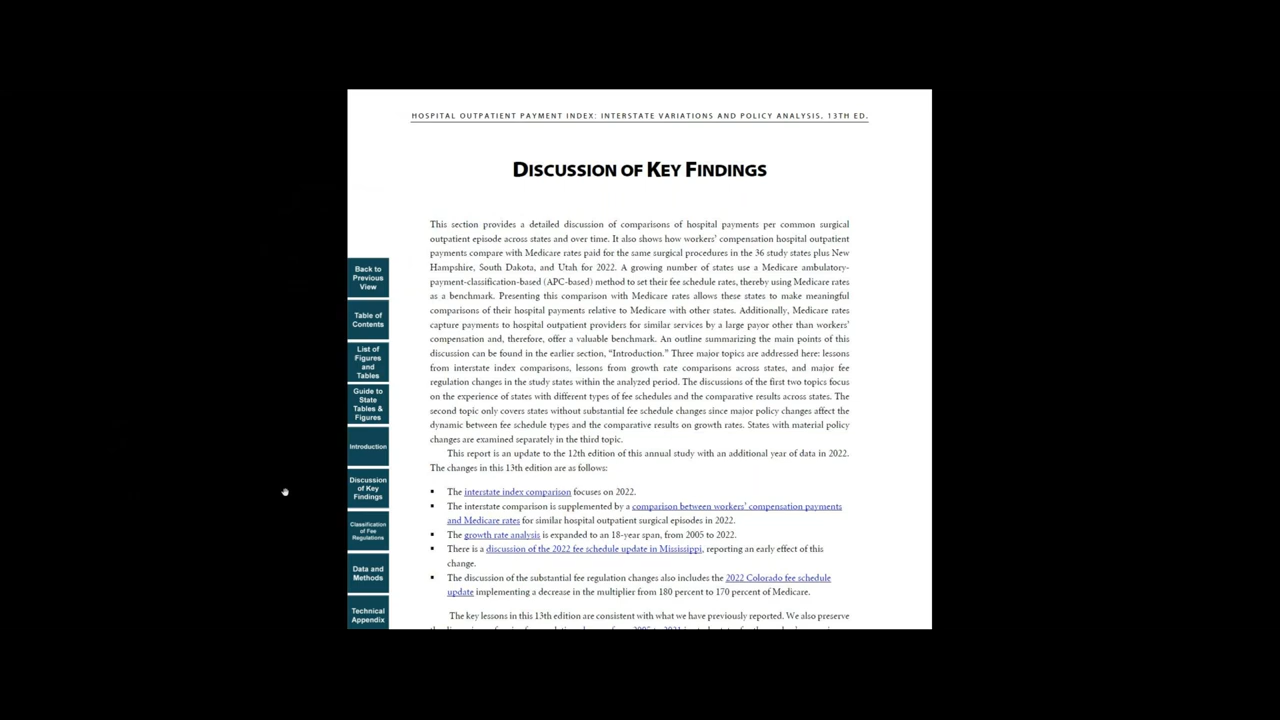 HOSPITAL OUTPATIENT PAYMENT INDEX: INTERSTATE VARIATIONS AND POLICY ANALYSIS, 13TH ED.
DISCUSSION OF KEY FINDINGS
This section provides a detailed discussion of comparisons of hospital payments per common surgical
outpatient episode across states and over time. It also shows how workers’ compensation hospital outpatient
payments compare with Medicare rates paid for the same surgical procedures in the 36 study states plus New
Hampshire, South Dakota, and Utah for 2022. A growing number of states use a Medicare ambulatory-
payment-classification-based (APC-based) method to set their fee schedule rates, thereby using Medicare rates
as a benchmark. Presenting this comparison with Medicare rates allows these states to make meaningful
comparisons of their hospital payments relative to Medicare with other states. Additionally, Medicare rates
capture payments to hospital outpatient providers for similar services by a large payor other than workers’
compensation and, therefore, offer a valuable benchmark. An outline summarizing the main points of this
discussion can be found in the earlier section, “Introduction.” Three major topics are addressed here: lessons
from interstate index comparisons, lessons from growth rate comparisons across states, and major fee
regulation changes in the study states within the analyzed period. The discussions of the first two topics focus
on the experience of states with different types of fee schedules and the comparative results across states. The
second topic only covers states without substantial fee schedule changes since major policy changes affect the
dynamic between fee schedule types and the comparative results on growth rates. States with material policy
changes are examined separately in the third topic.
This report is an update to the 12th edition of this annual study with an additional year of data in 2022.
The changes in this 13th edition are as follows:
▪ The interstate index comparison focuses on 2022.
▪ The interstate comparison is supplemented by a comparison between workers’ compensation payments
and Medicare rates for similar hospital outpatient surgical episodes in 2022.
▪ The growth rate analysis is expanded to an 18-year span, from 2005 to 2022.
▪ There is a discussion of the 2022 fee schedule update in Mississippi, reporting an early effect of this
change.
▪ The discussion of the substantial fee regulation changes also includes the 2022 Colorado fee schedule
update implementing a decrease in the multiplier from 180 percent to 170 percent of Medicare.
The key lessons in this 13th edition are consistent with what we have previously reported. We also preserve
Back to
Previous
View
Table of
Contents
List of
Figures
and
Tables
Guide to
State
Tables &
Figures
Introduction
Discussion
of Key
Findings
Classification
of Fee
Regulations
Data and
Methods
Technical
Appendix